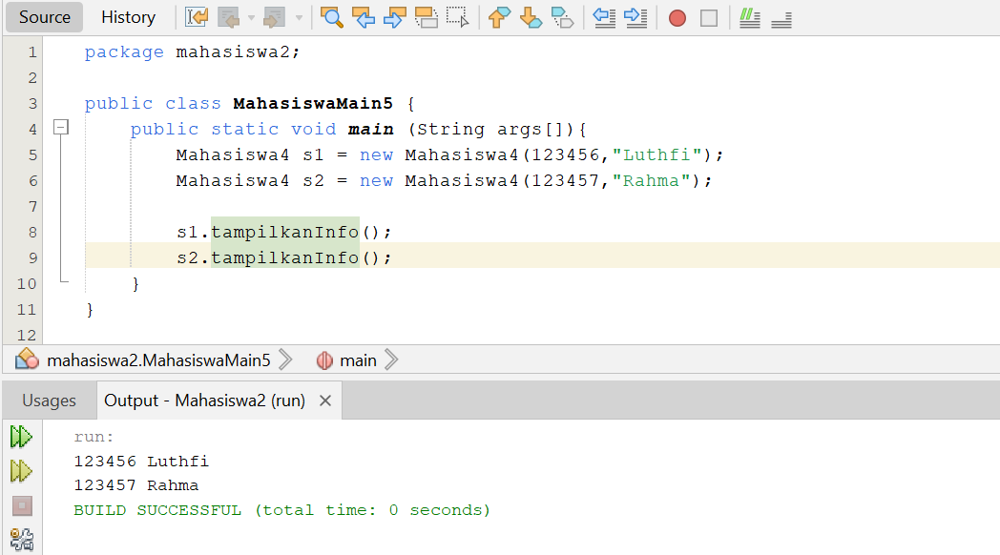 Source History
1 package mahasiswa2;
2
3 public class MahasiswaMain5 {
4 public static void main (String args[]){
5 Mahasiswa4 s1 = new Mahasiswa4(123456,"Luthfi");
6 Mahasiswa4 s2 = new Mahasiswa4(123457,"Rahma");
7
8 s1.tampilkanInfo();
9 s2.tampilkanInfo();
10 }
11 }
12
mahasiswa2.MahasiswaMain5 main
Usages Output - Mahasiswa2 (run)
run:
123456 Luthfi
123457 Rahma
BUILD SUCCESSFUL (total time: 0 seconds)